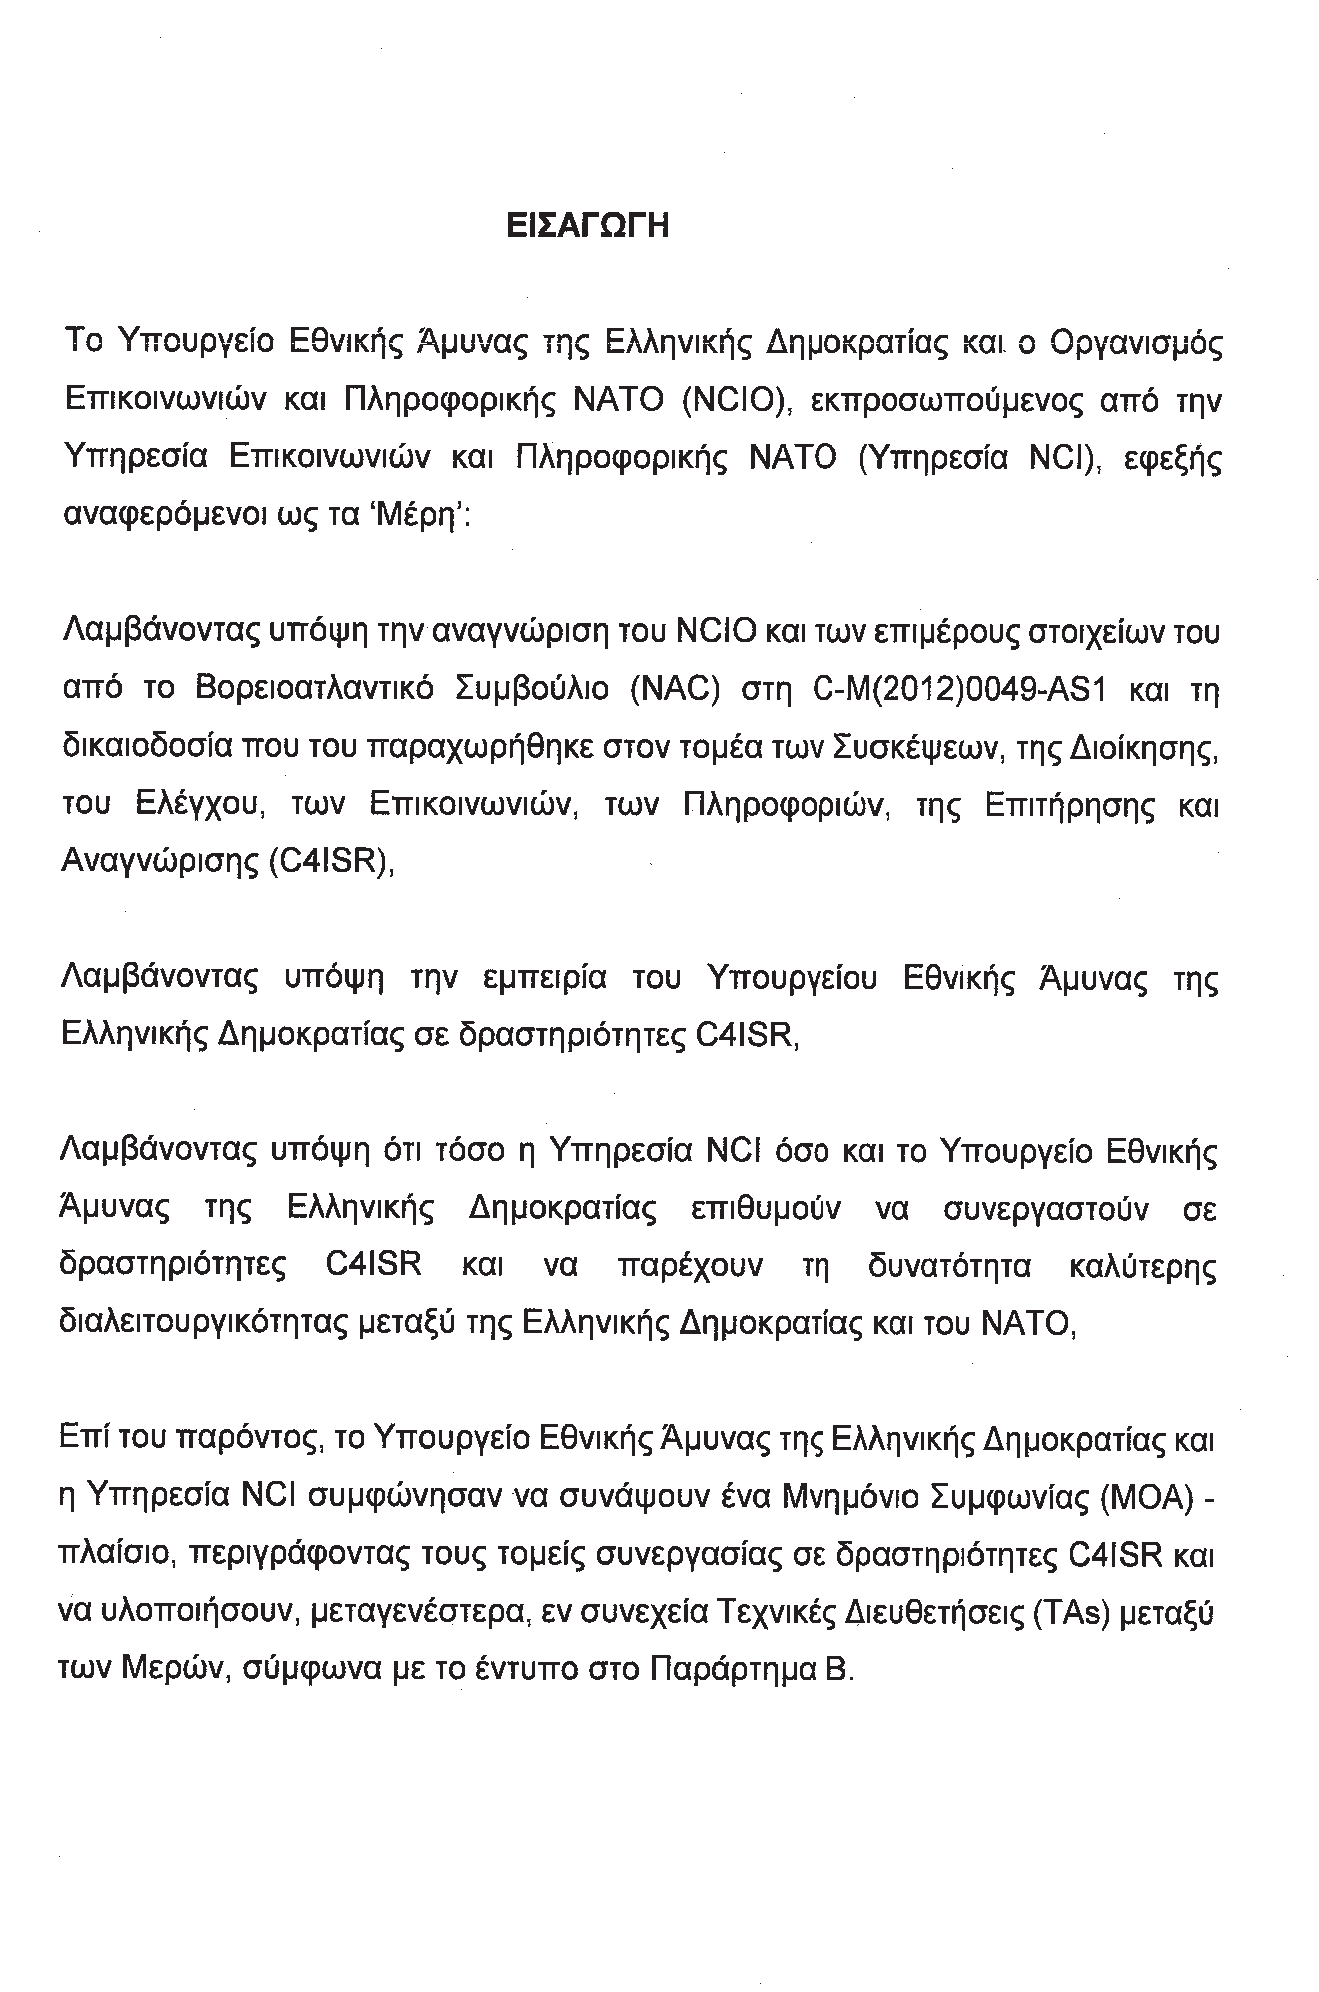 ΕΙΣΑΓΩΓΗ
Το Υπουργείο Εθνικής Άμυνας της Ελληνικής Δημοκρατίας και ο Οργανισμός
Επικοινωνιών και Πληροφορικής ΝΑΤΟ (NCIO), εκπροσωπούμενος από την
Υπηρεσία Επικοινωνιών και Πληροφορικής ΝΑΤΟ (Υπηρεσία NCI), εφεξής
αναφερόμενοι ως τα ‘Μέρη’:
Λαμβάνοντας υπόψη την αναγνώριση του NCIO και των επιμέρους στοιχείων του
από το Βορειοατλαντικό Συμβούλιο (NAC) στη C-M(2012)0049-AS1 και τη
δικαιοδοσία που του παραχωρήθηκε στον τομέα των Συσκέψεων, της Διοίκησης,
του Ελέγχου, των Επικοινωνιών, των Πληροφοριών, της Επιτήρησης και
Αναγνώρισης (C4ISR),
Λαμβάνοντας υπόψη την εμπειρία του Υπουργείου Εθνικής Άμυνας της
Ελληνικής Δημοκρατίας σε δραστηριότητες C4ISR,
Λαμβάνοντας υπόψη ότι τόσο η Υπηρεσία NCI όσο και το Υπουργείο Εθνικής
Άμυνας της Ελληνικής Δημοκρατίας επιθυμούν να συνεργαστούν σε
δραστηριότητες C4ISR και να παρέχουν τη δυνατότητα καλύτερης
διαλειτουργικότητας μεταξύ της Ελληνικής Δημοκρατίας και του ΝΑΤΟ,
Επί του παρόντος, το Υπουργείο Εθνικής Άμυνας της Ελληνικής Δημοκρατίας και
η Υπηρεσία NCI συμφώνησαν να συνάψουν ένα Μνημόνιο Συμφωνίας (MOA) -
πλαίσιο, περιγράφοντας τους τομείς συνεργασίας σε δραστηριότητες C4ISR και
να υλοποιήσουν, μεταγενέστερα, εν συνεχεία Τεχνικές Διευθετήσεις (TAs) μεταξύ
των Μερών, σύμφωνα με το έντυπο στο Παράρτημα Β.